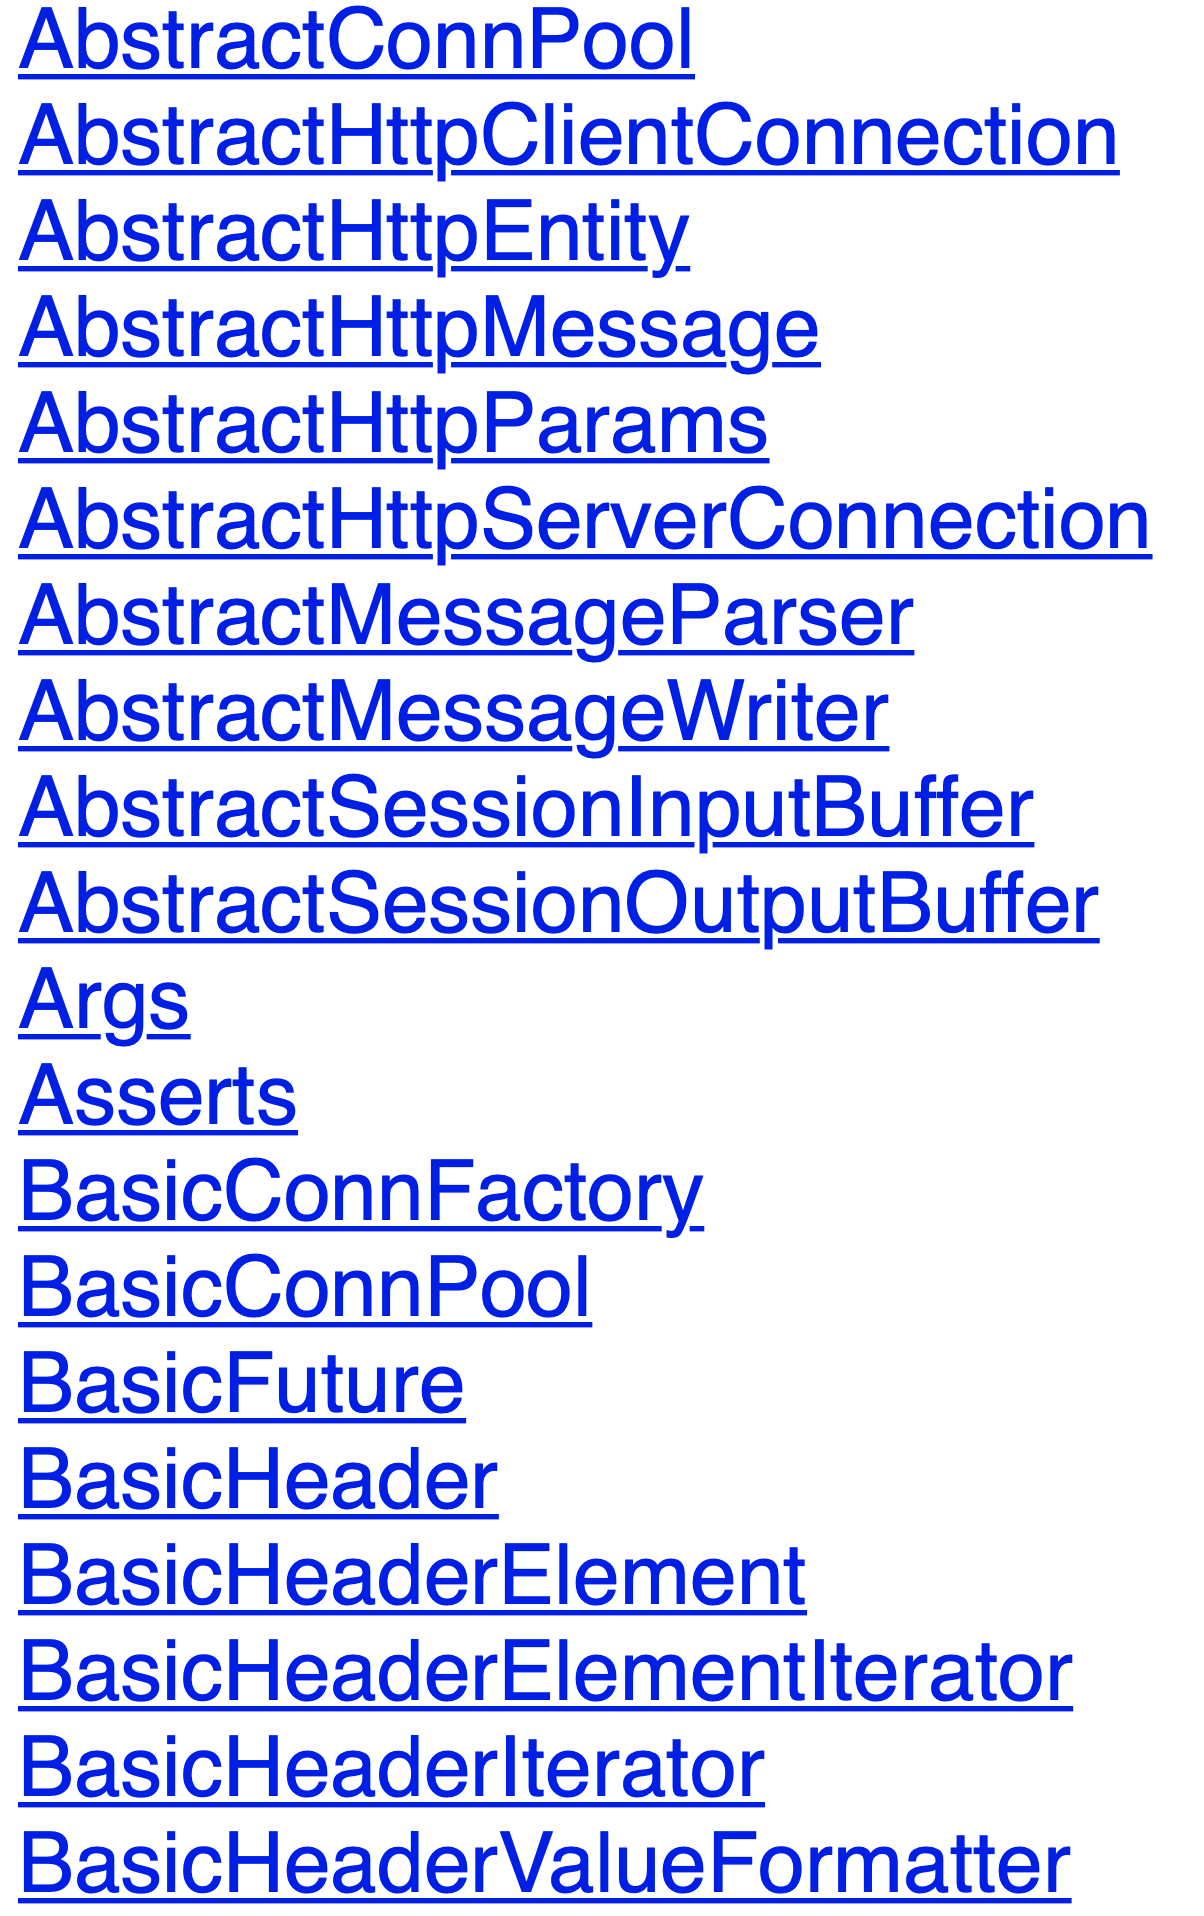 AbstractConnPool
AbstractHttpClientConnection
AbstractHttpEntity
AbstractHttpMessage
AbstractHttpParams
AbstractHttpServerConnection
AbstractMessageParser
AbstractMessageWriter
AbstractSessionInputBuffer
AbstractSessionOutputBuffer
Args
Asserts
BasicConnFactory
BasicConnPool
BasicFuture
BasicHeader
BasicHeaderElement
BasicHeaderElementIterator
BasicHeaderIterator
BasicHeaderValueFormatter